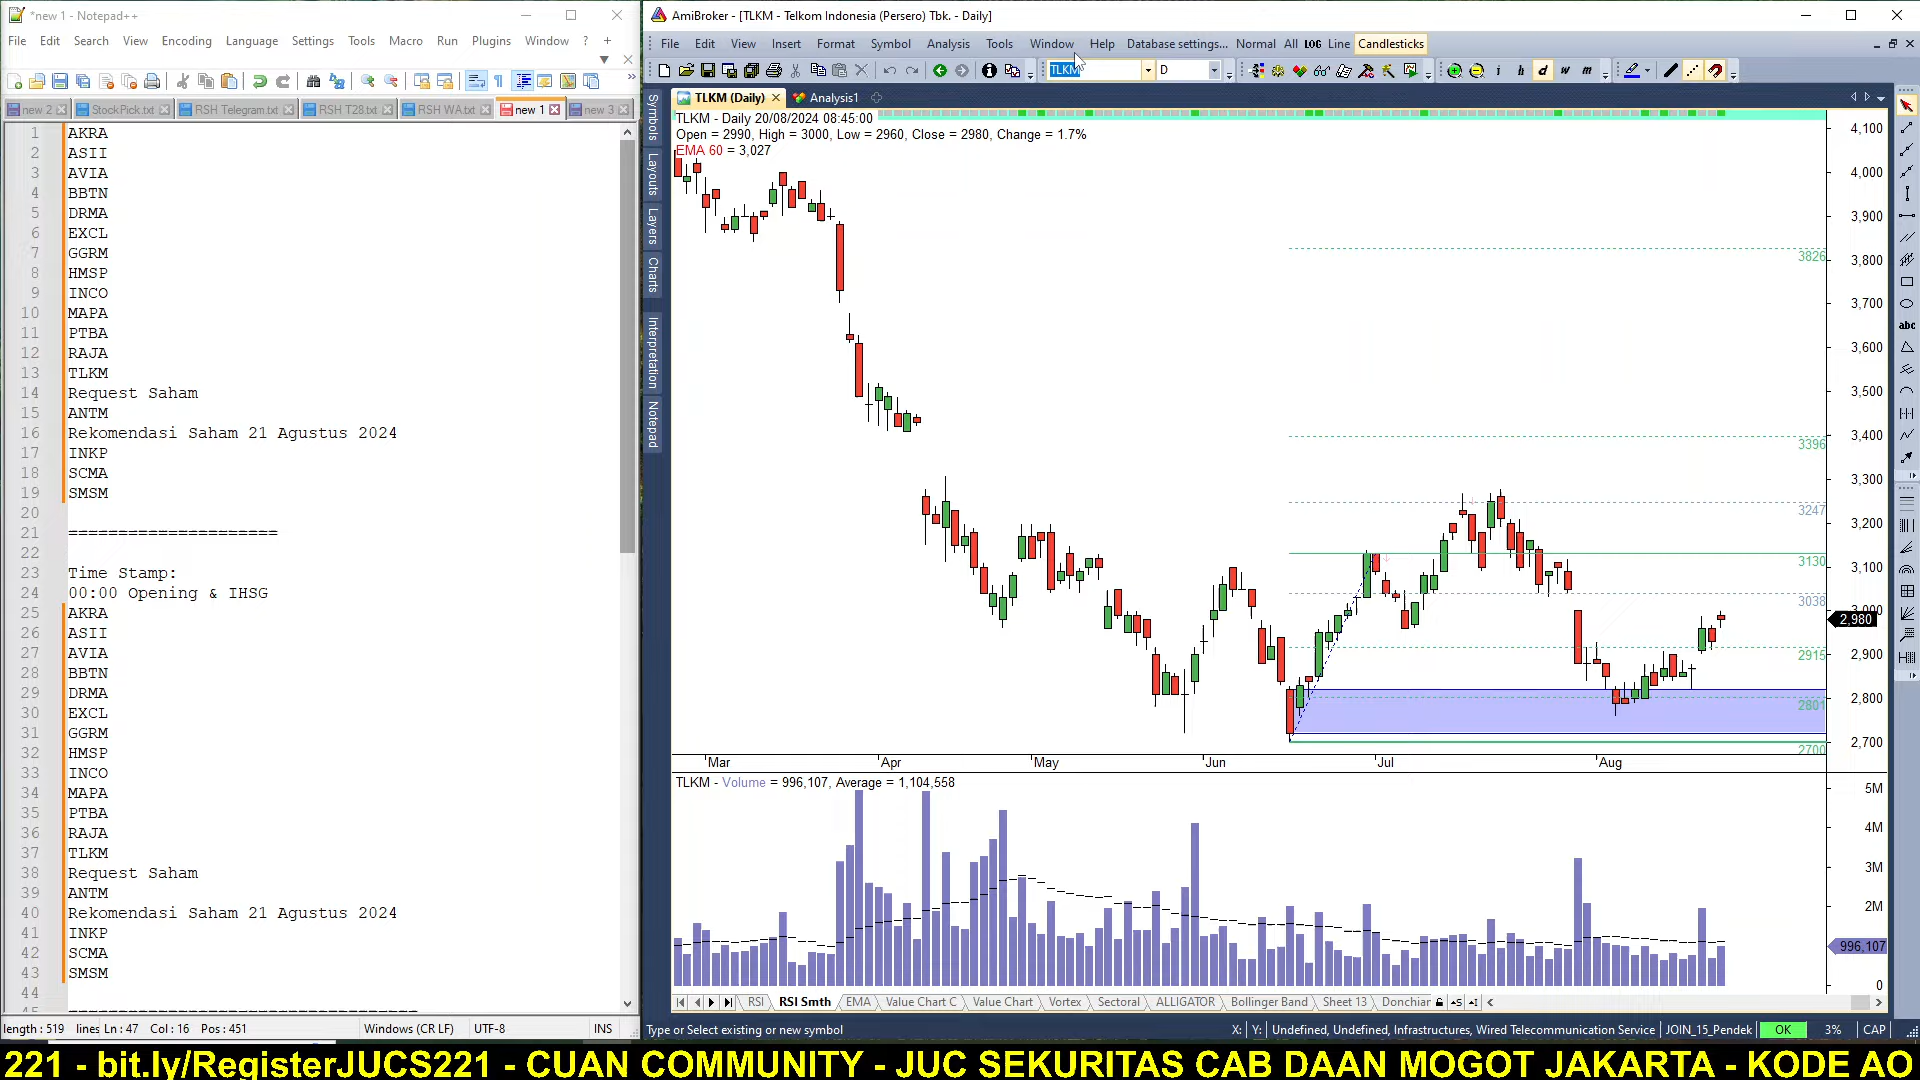 *new 1 - Notepad++
File Edit Search View Encoding Language Settings Tools Macro Run Plugins Window ? +
new 2 StockPick.txt RSH Telegram.txt RSH T28.txt RSH WA.txt new 1 new 3
1 AKRA
2 ASII
3 AVIA
4 BBTN
5 DRMA
6 EXCL
7 GGRM
8 HMSP
9 INCO
10 MAPA
11 PTBA
12 RAJA
13 TLKM
14 Request Saham
15 ANTM
16 Rekomendasi Saham 21 Agustus 2024
17 INKP
18 SCMA
19 SMSM
20
21 =====================
22
23 Time Stamp:
24 00:00 Opening & IHSG
25 AKRA
26 ASII
27 AVIA
28 BBTN
29 DRMA
30 EXCL
31 GGRM
32 HMSP
33 INCO
34 MAPA
35 PTBA
36 RAJA
37 TLKM
38 Request Saham
39 ANTM
40 Rekomendasi Saham 21 Agustus 2024
41 INKP
42 SCMA
43 SMSM
44
length : 519 lines Ln : 47 Col : 16 Pos : 451 Windows (CR LF) UTF-8 INS
AmiBroker - [TLKM - Telkom Indonesia (Persero) Tbk. - Daily]
File Edit View Insert Format Symbol Analysis Tools Window Help Database settings... Normal All LOG Line Candlesticks
TLKM D i h d w m
TLKM (Daily) Analysis1
Symbols
Layouts
Layers
Charts
Interpretation
Notepad
abc
TLKM - Daily 20/08/2024 08:45:00
Open = 2990, High = 3000, Low = 2960, Close = 2980, Change = 1.7%
EMA 60 = 3,027
4,100
4,000
3,900
3,800
3,700
3,600
3,500
3,400
3,300
3,200
3,100
3,000
2,980
2,900
2,800
2,700
3826
3396
3247
3130
3038
2915
2801
2700
Mar Apr May Jun Jul Aug
TLKM - Volume = 996,107, Average = 1,104,558
5M
4M
3M
2M
996,107
0
RSI RSI Smth EMA Value Chart C Value Chart Vortex Sectoral ALLIGATOR Bollinger Band Sheet 13 Donchian
Type or Select existing or new symbol X: Y: Undefined, Undefined, Infrastructures, Wired Telecommunication Service JOIN_15_Pendek OK 3% CAP
221 - bit.ly/RegisterJUCS221 - CUAN COMMUNITY - JUC SEKURITAS CAB DAAN MOGOT JAKARTA - KODE AO